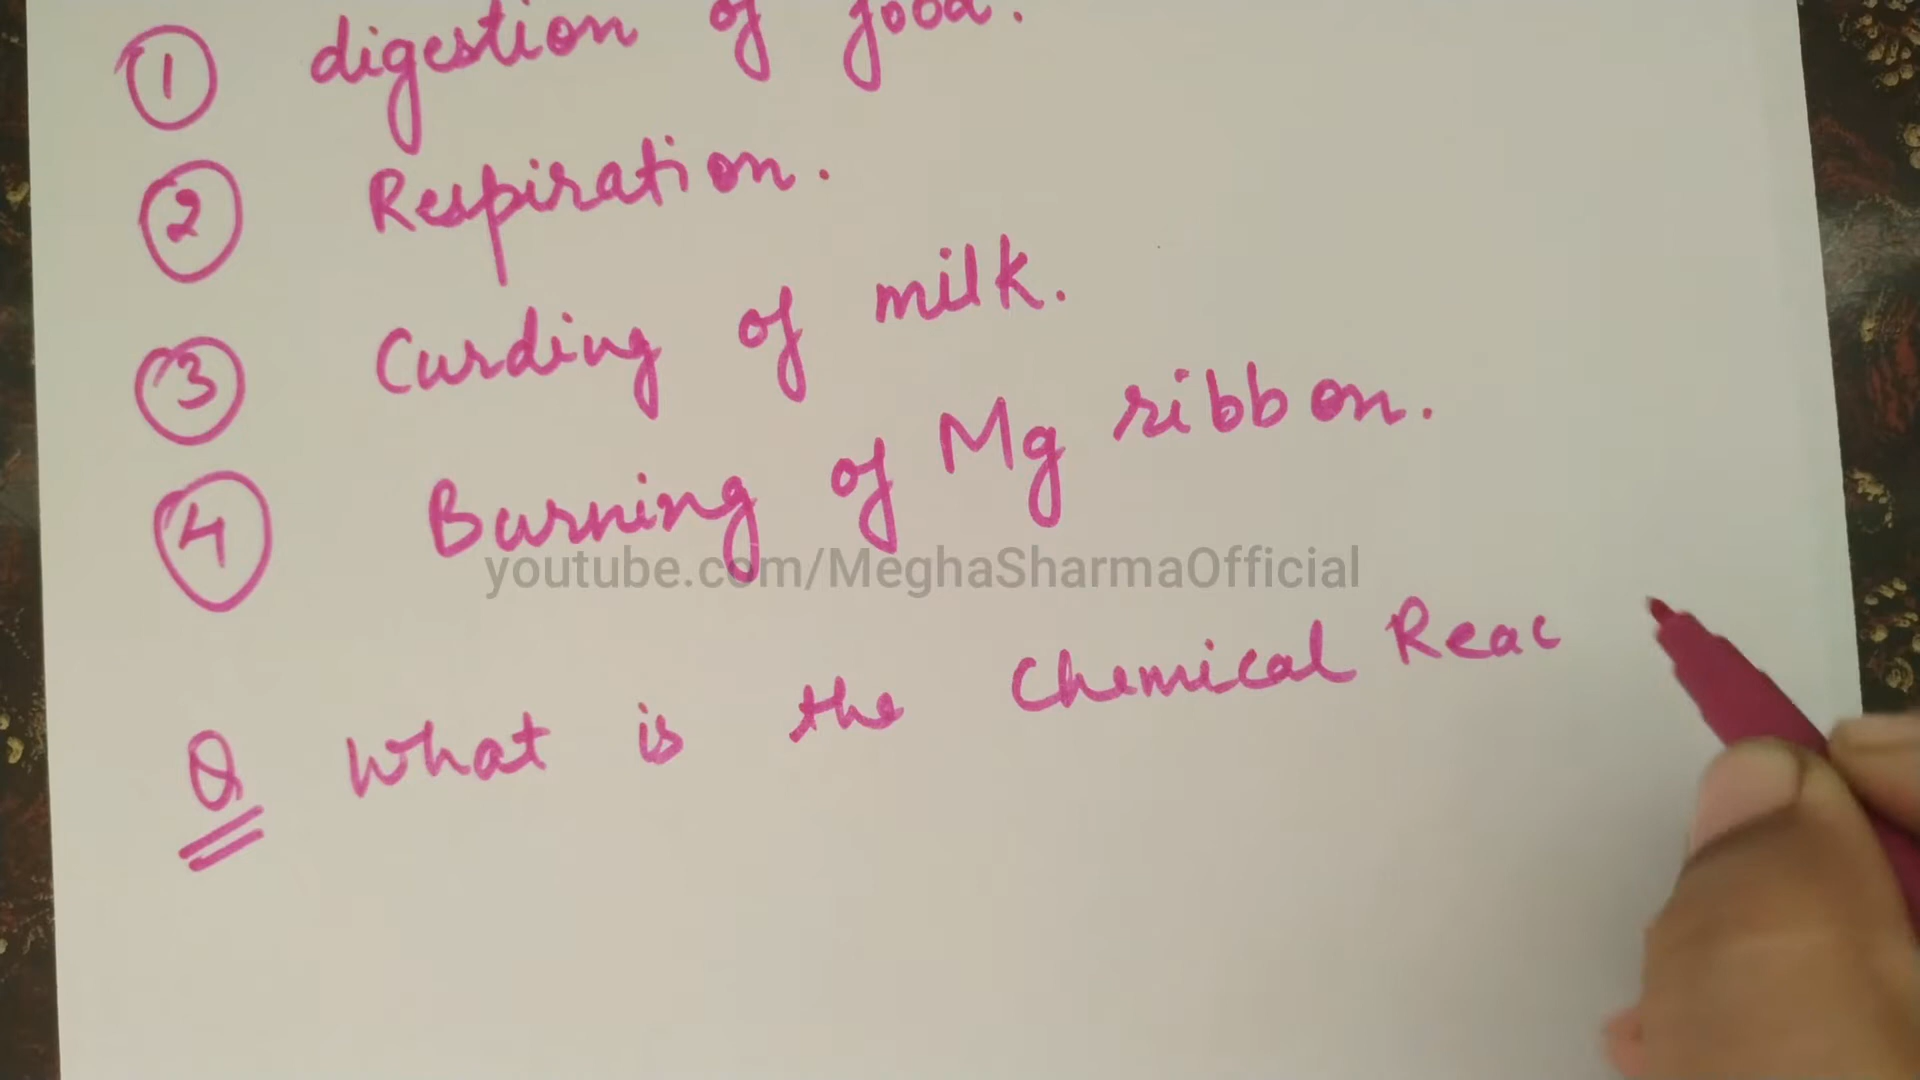 ① digestion of food.
② Respiration.
③ Curding of milk.
④ Burning of Mg ribbon.
youtube.com/MeghaSharmaOfficial
Q What is the Chemical Reac